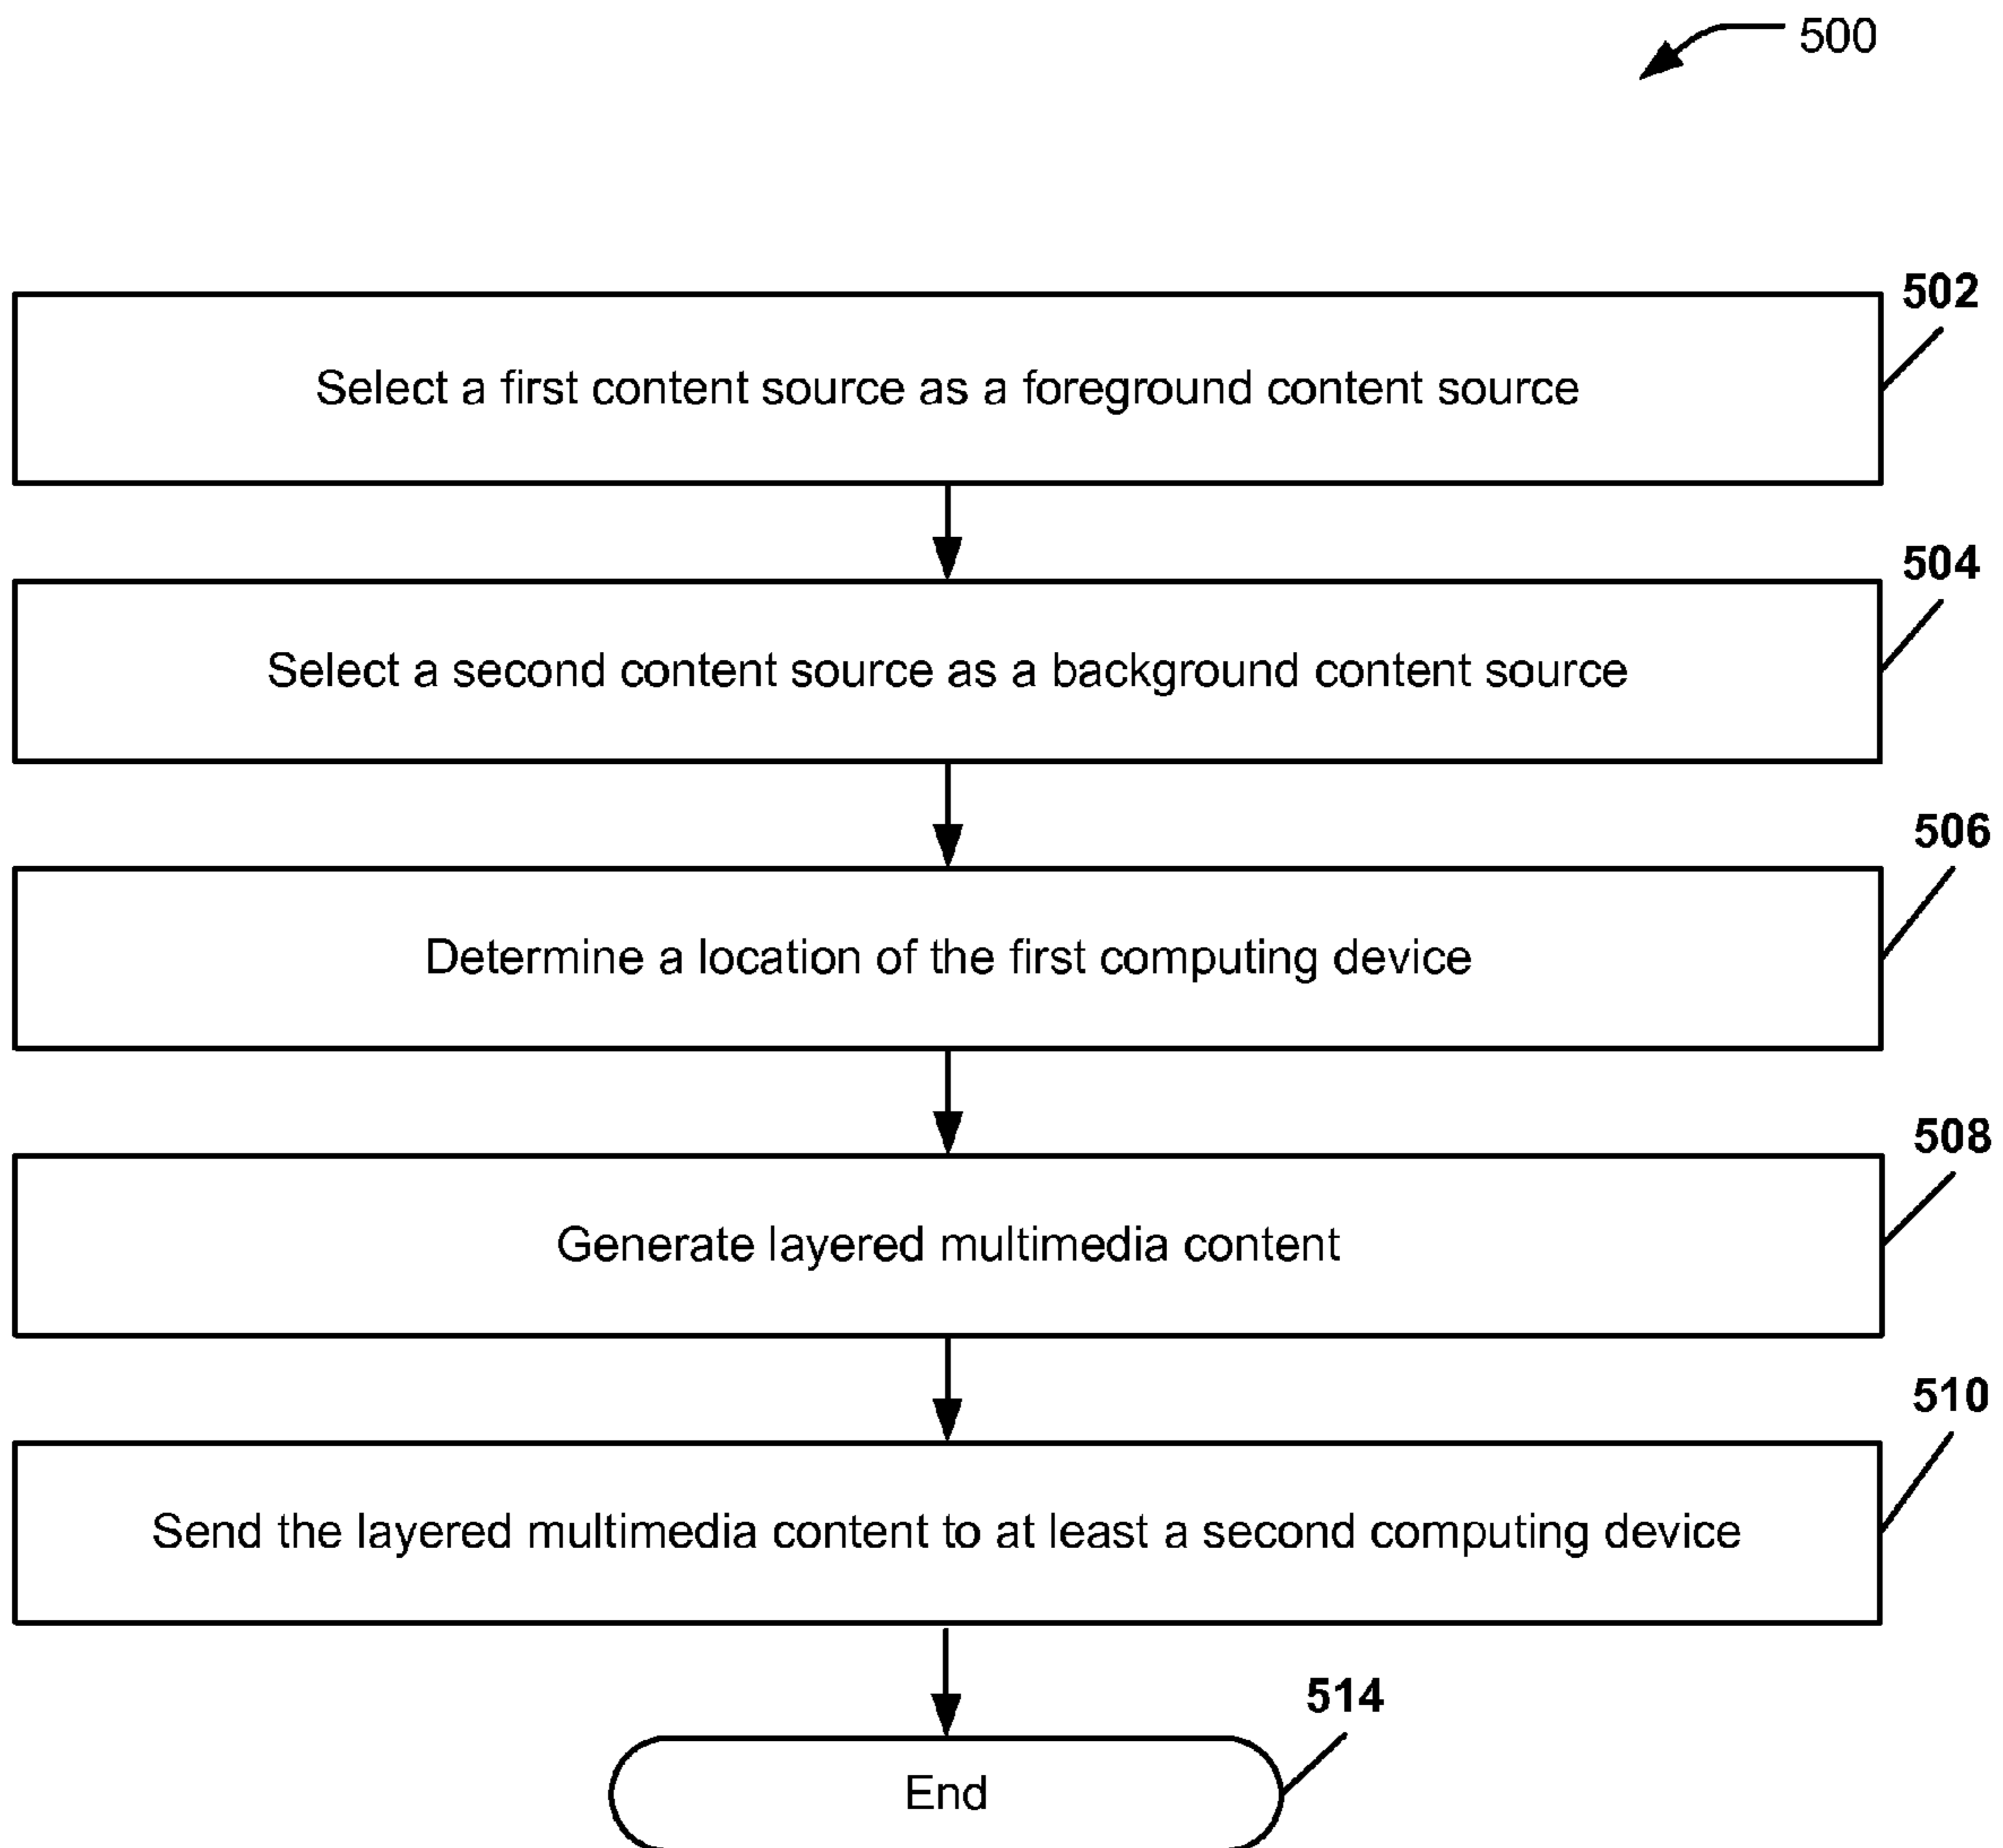 500
502
Select a first content source as a foreground content source
504
Select a second content source as a background content source
506
Determine a location of the first computing device
508
Generate layered multimedia content
510
Send the layered multimedia content to at least a second computing device
514
End